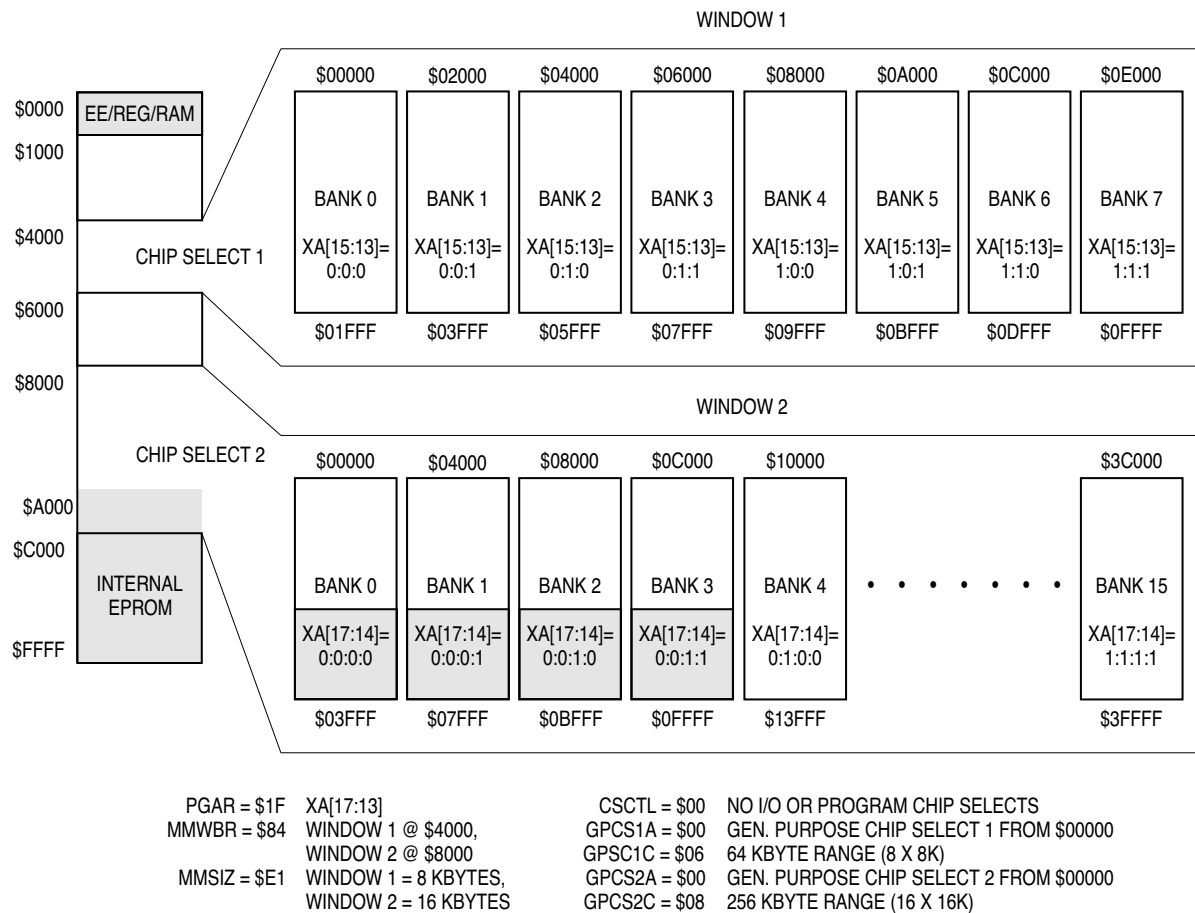 WINDOW 1
$00000 $02000 $04000 $06000 $08000 $0A000 $0C000 $0E000
$0000
EE/REG/RAM
$1000
BANK 0 BANK 1 BANK 2 BANK 3 BANK 4 BANK 5 BANK 6 BANK 7
$4000
CHIP SELECT 1
XA[15:13]= XA[15:13]= XA[15:13]= XA[15:13]= XA[15:13]= XA[15:13]= XA[15:13]= XA[15:13]=
0:0:0 0:0:1 0:1:0 0:1:1 1:0:0 1:0:1 1:1:0 1:1:1
$6000
$01FFF $03FFF $05FFF $07FFF $09FFF $0BFFF $0DFFF $0FFFF
$8000
WINDOW 2
CHIP SELECT 2
$00000 $04000 $08000 $0C000 $10000 $3C000
$A000
$C000
INTERNAL
EPROM
BANK 0 BANK 1 BANK 2 BANK 3 BANK 4 • • • • • • • BANK 15
XA[17:14]= XA[17:14]= XA[17:14]= XA[17:14]= XA[17:14]= XA[17:14]=
0:0:0:0 0:0:0:1 0:0:1:0 0:0:1:1 0:1:0:0 1:1:1:1
$FFFF
$03FFF $07FFF $0BFFF $0FFFF $13FFF $3FFFF
PGAR = $1F XA[17:13]
MMWBR = $84 WINDOW 1 @ $4000,
WINDOW 2 @ $8000
MMSIZ = $E1 WINDOW 1 = 8 KBYTES,
WINDOW 2 = 16 KBYTES
CSCTL = $00 NO I/O OR PROGRAM CHIP SELECTS
GPCS1A = $00 GEN. PURPOSE CHIP SELECT 1 FROM $00000
GPSC1C = $06 64 KBYTE RANGE (8 X 8K)
GPCS2A = $00 GEN. PURPOSE CHIP SELECT 2 FROM $00000
GPCS2C = $08 256 KBYTE RANGE (16 X 16K)